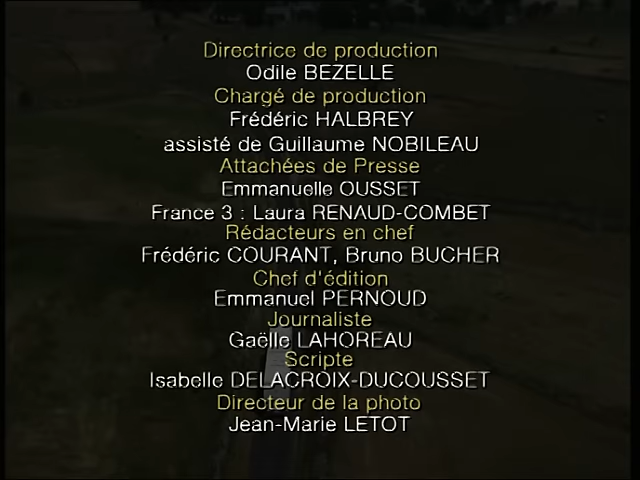 Directrice de production
Odile BEZELLE
Chargé de production
Frédéric HALBREY
assisté de Guillaume NOBILEAU
Attachées de Presse
Emmanuelle OUSSET
France 3 : Laura RENAUD-COMBET
Rédacteurs en chef
Frédéric COURANT, Bruno BUCHER
Chef d'édition
Emmanuel PERNOUD
Journaliste
Gaëlle LAHOREAU
Scripte
Isabelle DELACROIX-DUCOUSSET
Directeur de la photo
Jean-Marie LETOT